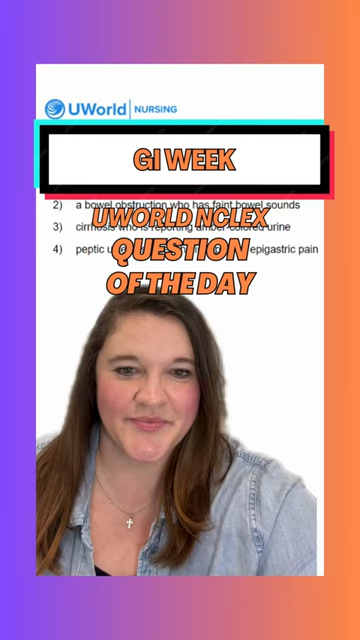 UWorld NURSING
GI WEEK
2) a bowel obstruction who has faint bowel sounds
UWORLD NCLEX
3) cirrhosis who is reporting amber-colored urine
QUESTION
4) peptic epigastric pain
OF THE DAY